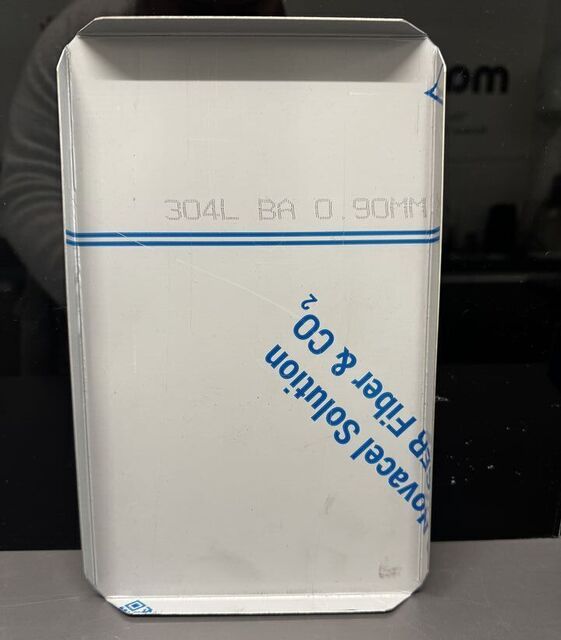 304L BA 0.90MM
Novacel Solution
Fiber & CO₂